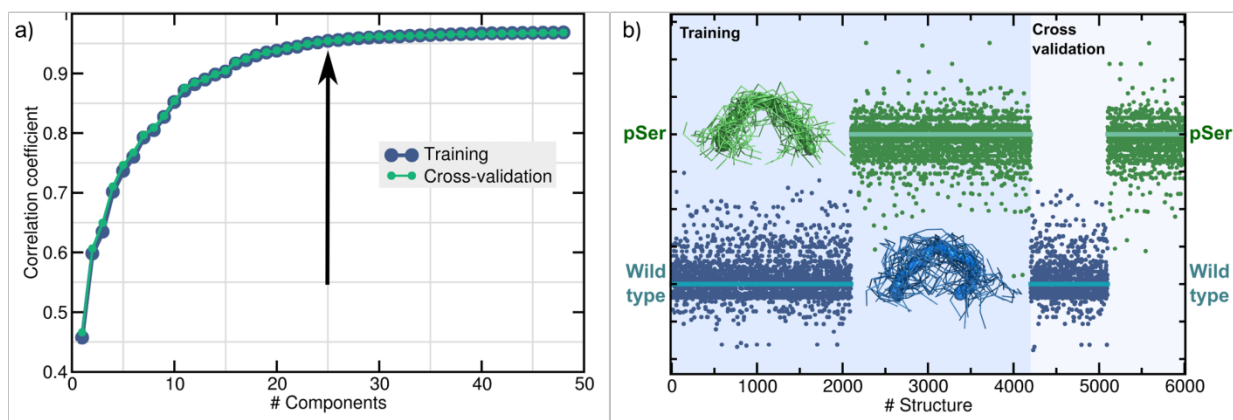 a)
Correlation coefficient
0.9
0.8
0.7
0.6
0.5
0.4
Training
Cross-validation
0
10
20
30
40
50
# Components
b)
Training
Cross
validation
pSer
pSer
Wild
type
Wild
type
0
1000
2000
3000
4000
5000
6000
# Structure